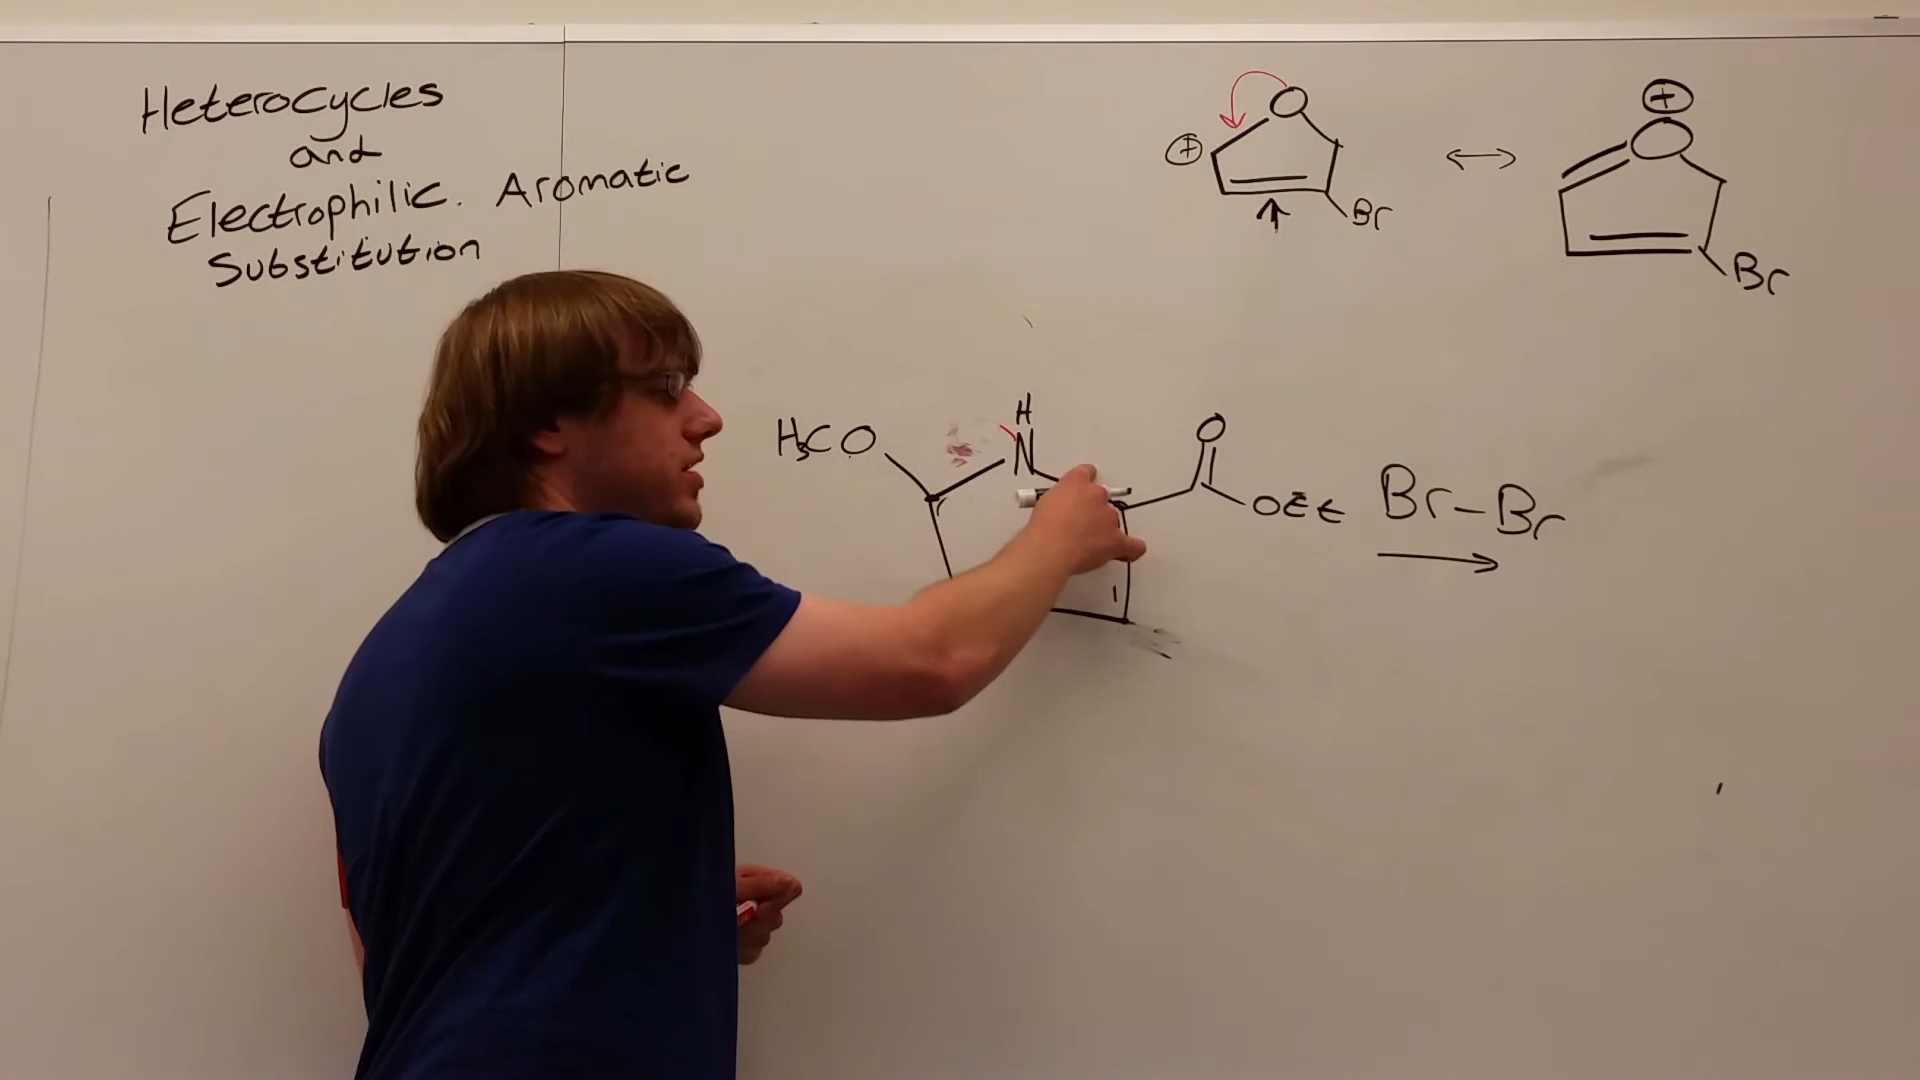 Heterocycles
and
Electrophilic. Aromatic
Substitution
O
⊕
Br
⊕
O
Br
H₃CO
H
N
O
OEt
Br-Br